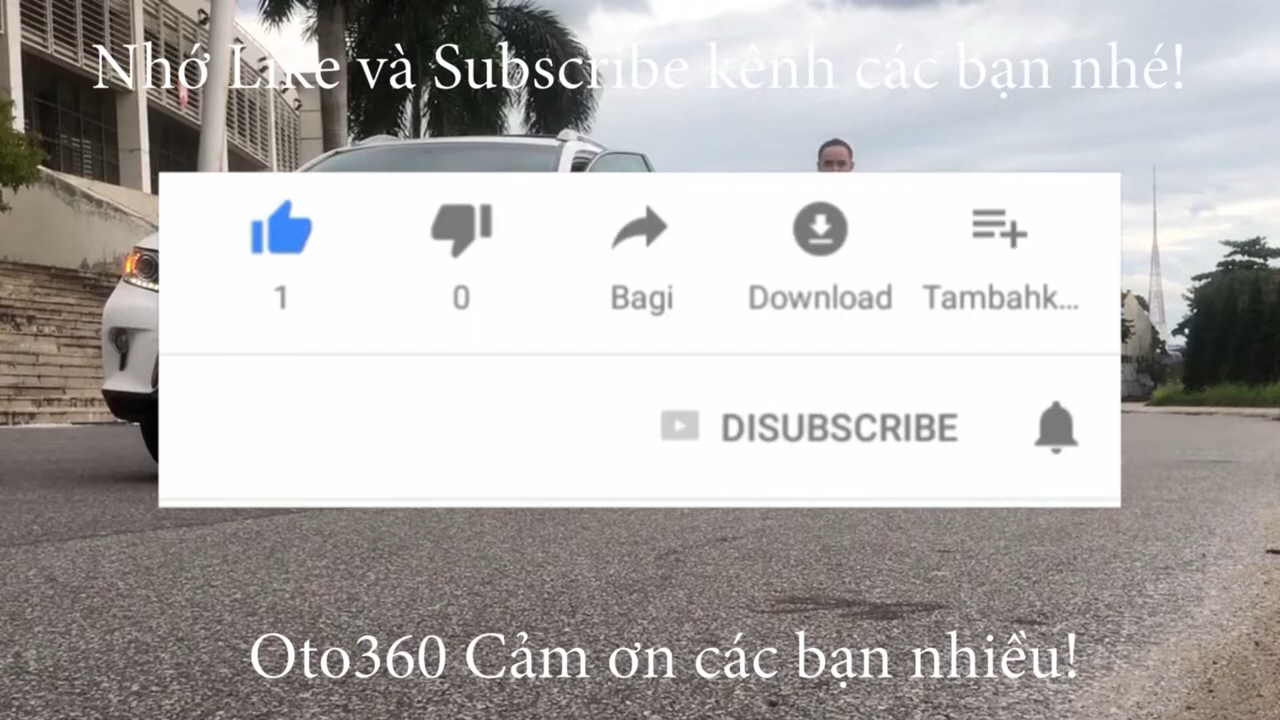 Nhớ Like và Subscribe kênh các bạn nhé!
1 0 Bagi Download Tambahk...
DISUBSCRIBE
Oto360 Cảm ơn các bạn nhiều!